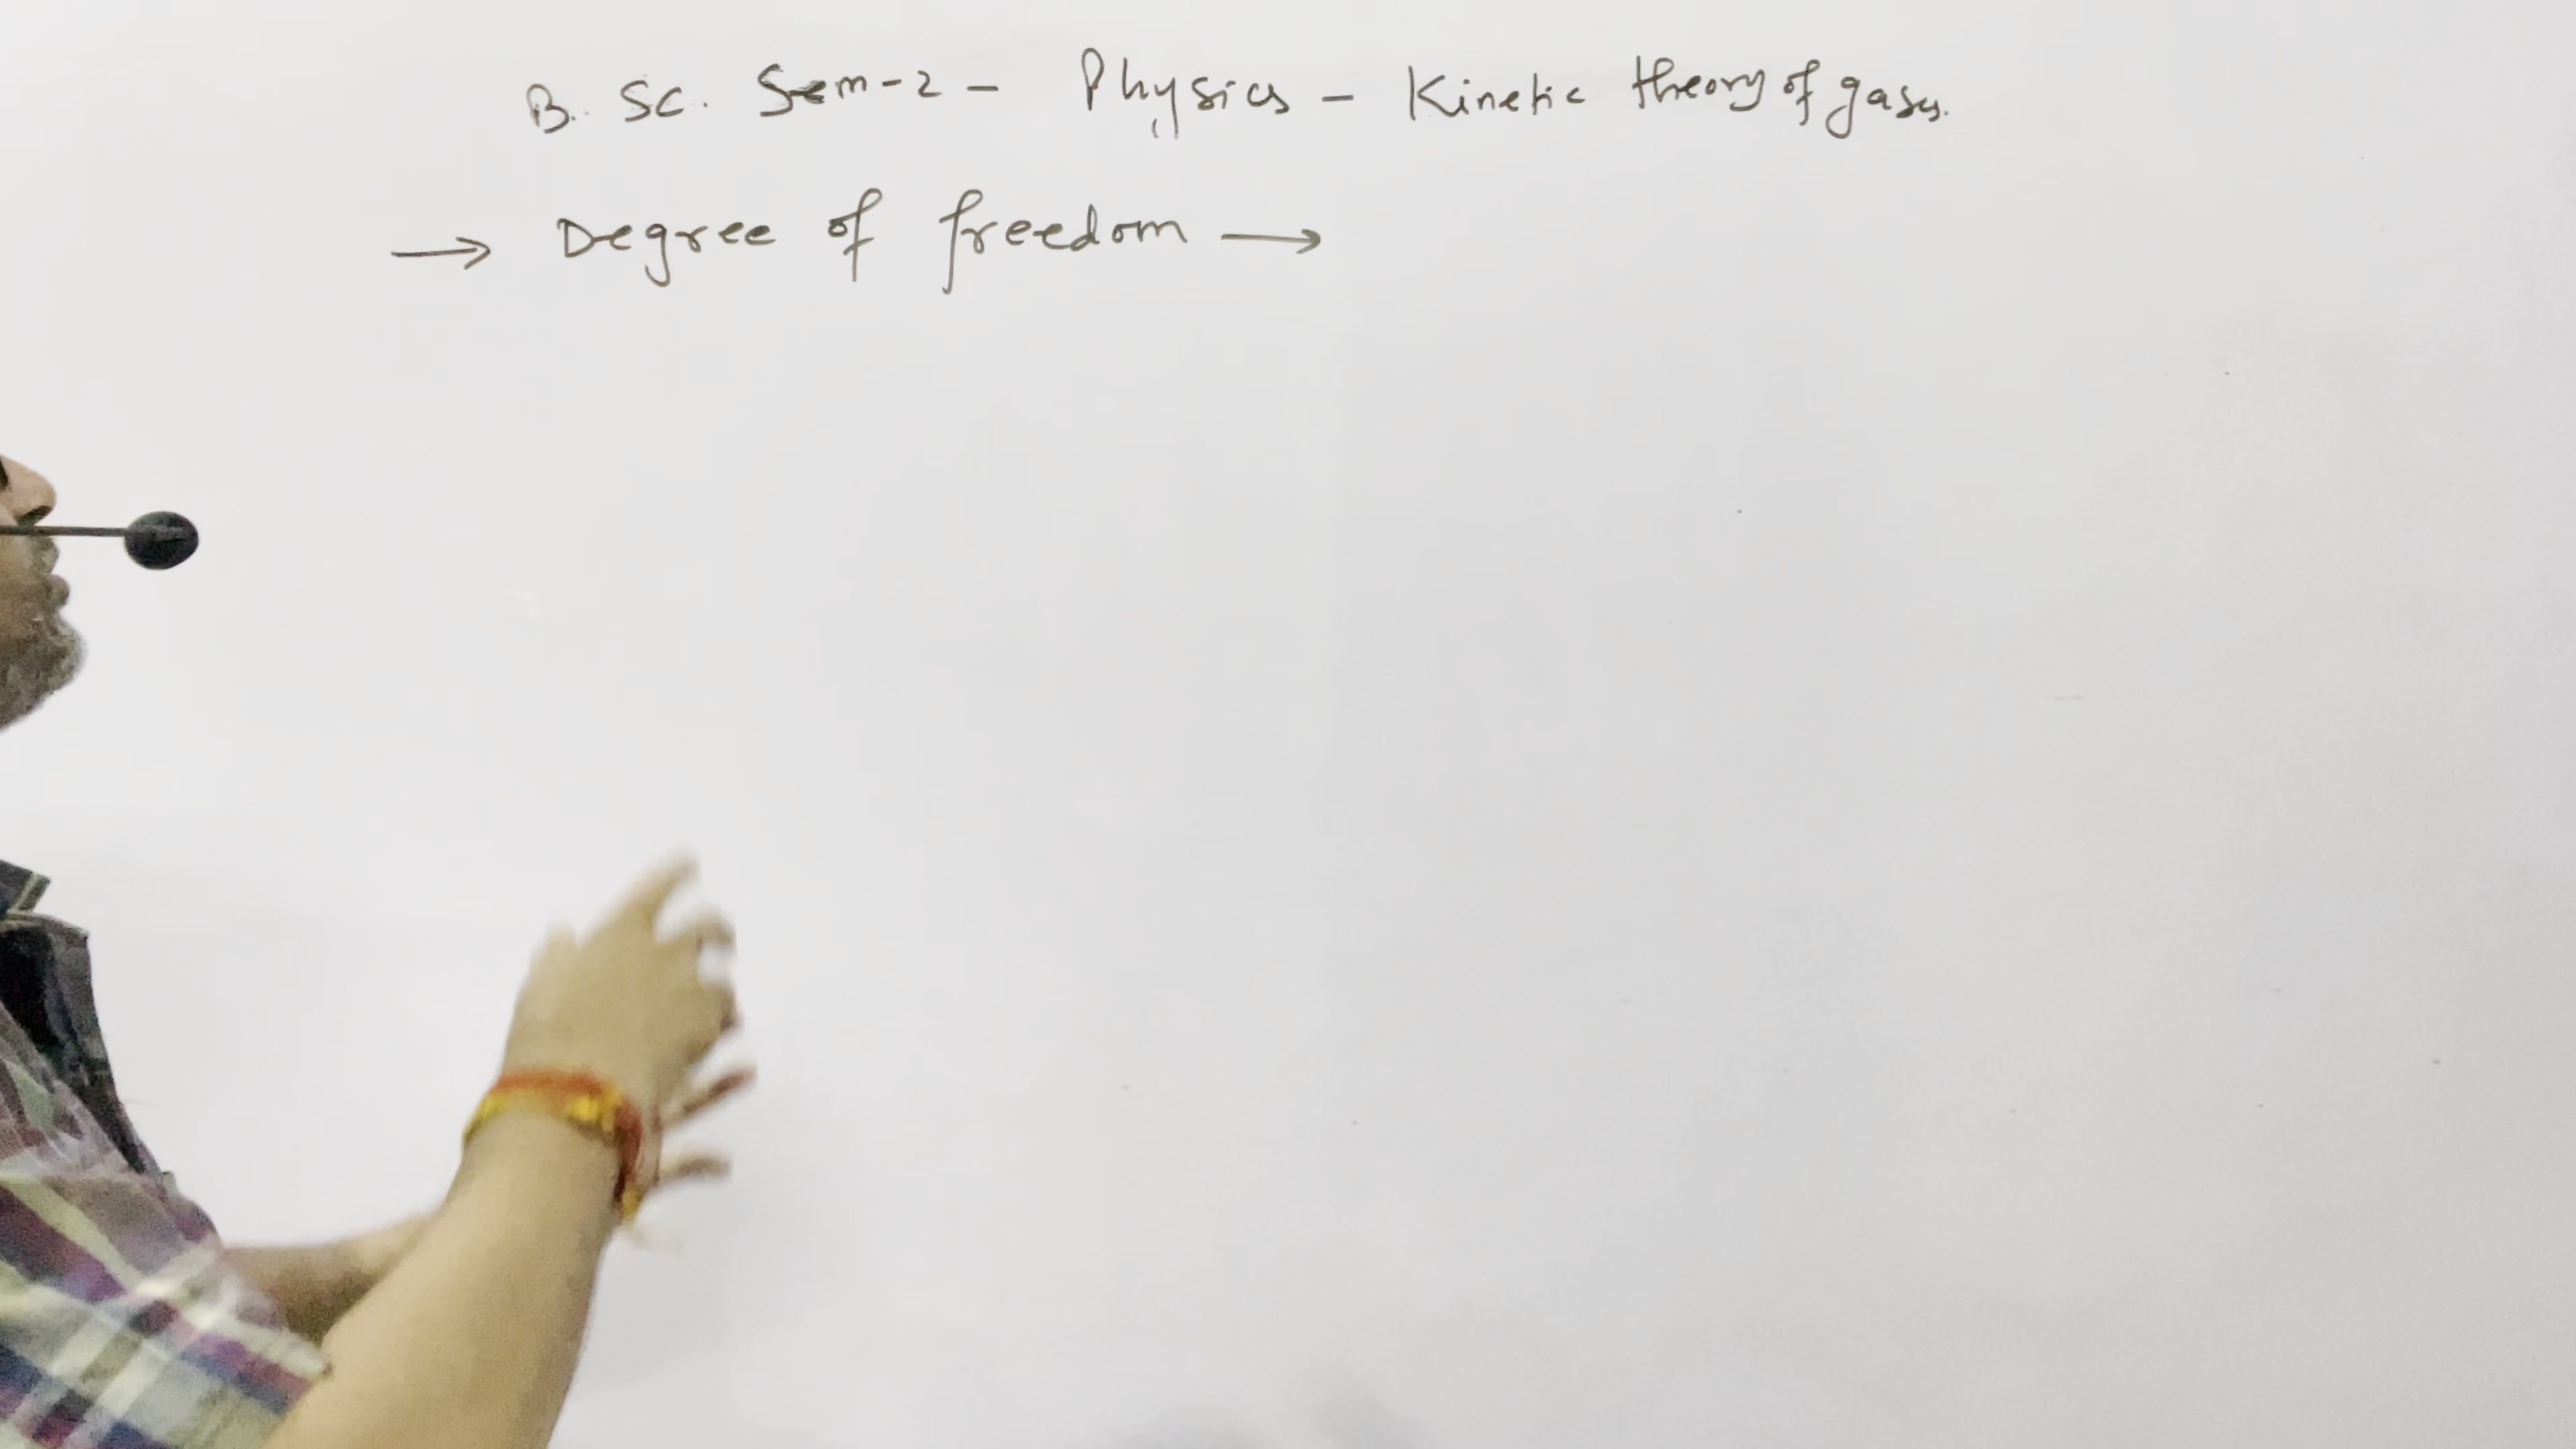 B. Sc. Sem-2 - Physics - Kinetic theory of gases.
→ Degree of freedom →